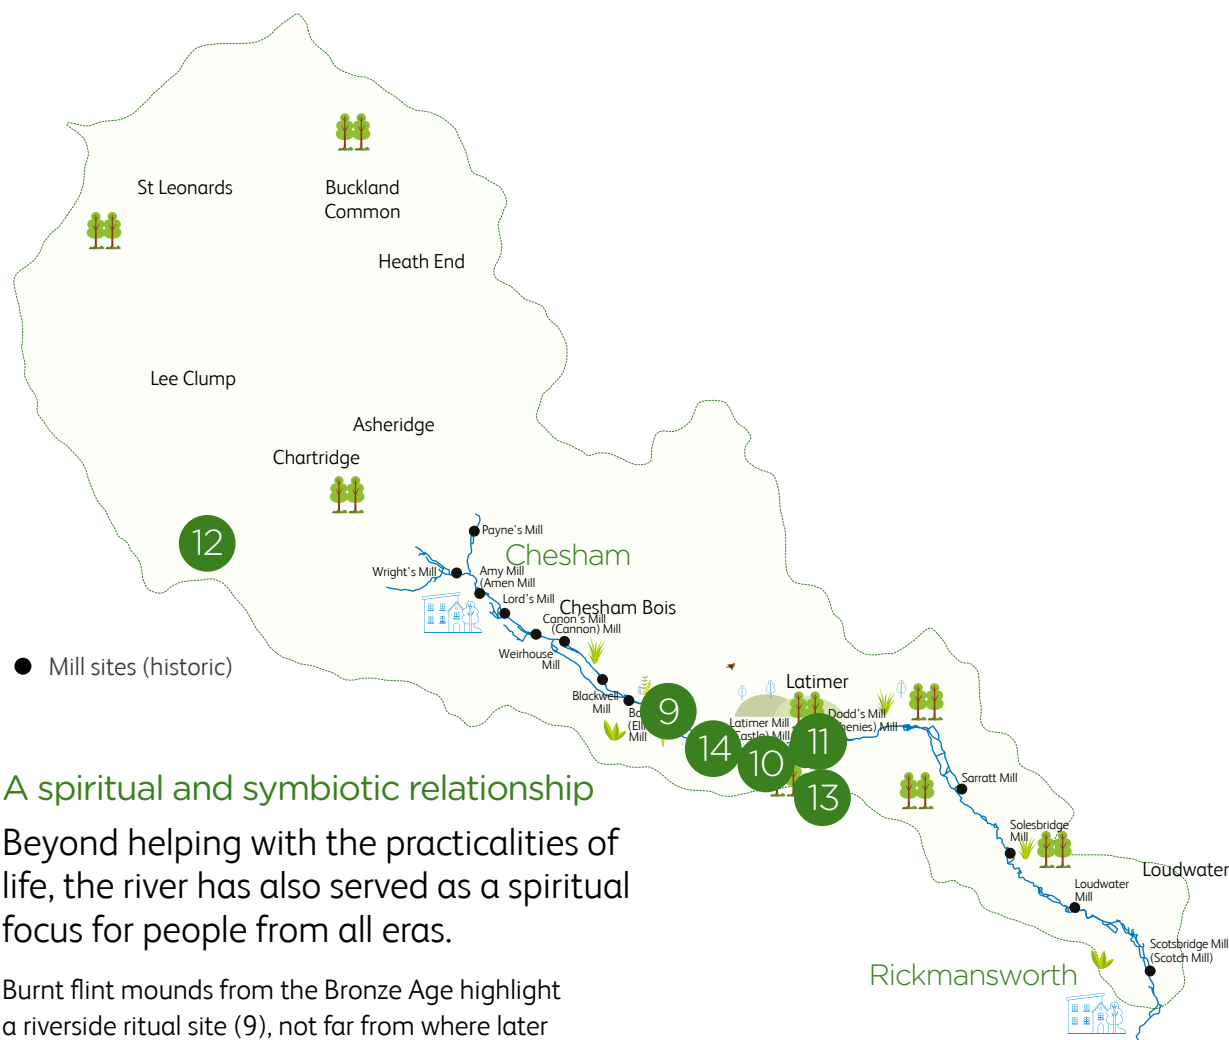 St Leonards
Buckland
Common
Heath End
Lee Clump
Asheridge
Chartridge
12
Payne's Mill
Chesham
Wright's Mill
Amy Mill
(Amen Mill
Lord's Mill
Chesham Bois
Canon's Mill
(Cannon) Mill
Weirhouse
Mill
Mill sites (historic)
Latimer
Blackwell
Mill
Mill
9
Latimer Mill
Mill
Dodd's Mill
Mill
14
10
11
13
Sarratt Mill
Solesbridge
Mill
Loudwater
Loudwater
Mill
Scotsbridge Mill
(Scotch Mill)
Rickmansworth
A spiritual and symbiotic relationship
Beyond helping with the practicalities of
life, the river has also served as a spiritual
focus for people from all eras.
Burnt flint mounds from the Bronze Age highlight
a riverside ritual site (9), not far from where later